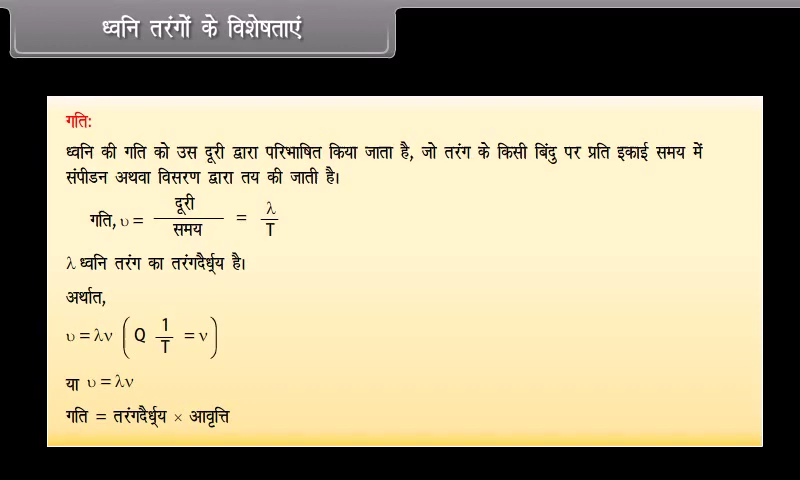 ध्वनि तरंगों के विशेषताएं
गति:
ध्वनि की गति को उस दूरी द्वारा परिभाषित किया जाता है, जो तरंग के किसी बिंदु पर प्रति इकाई समय में
संपीडन अथवा विसरण द्वारा तय की जाती है।
गति, υ = दूरी / समय = λ / T
λ ध्वनि तरंग का तरंगदैर्ध्य है।
अर्थात,
υ = λν ( Q 1 / T = ν )
या υ = λν
गति = तरंगदैर्ध्य × आवृत्ति